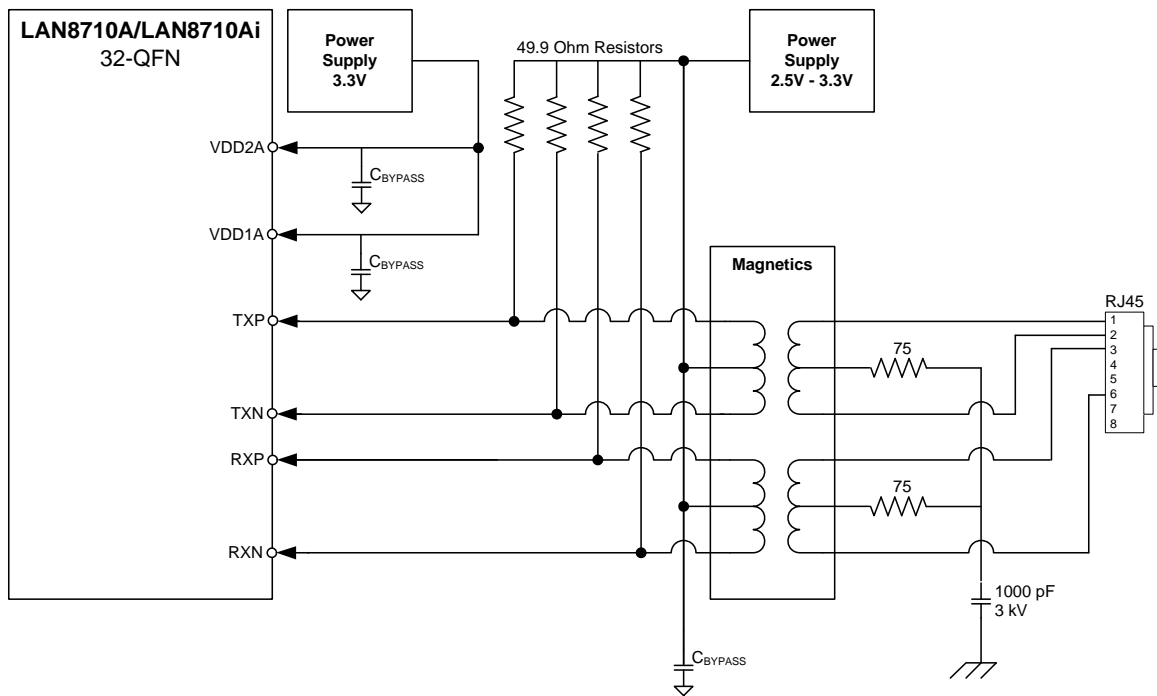 LAN8710A/LAN8710Ai
32-QFN
Power
Supply
3.3V
49.9 Ohm Resistors
Power
Supply
2.5V - 3.3V
VDD2A
CBYPASS
VDD1A
CBYPASS
Magnetics
TXP
RJ45
1
2
3
4
5
6
7
8
75
TXN
RXP
75
RXN
1000 pF
3 kV
CBYPASS